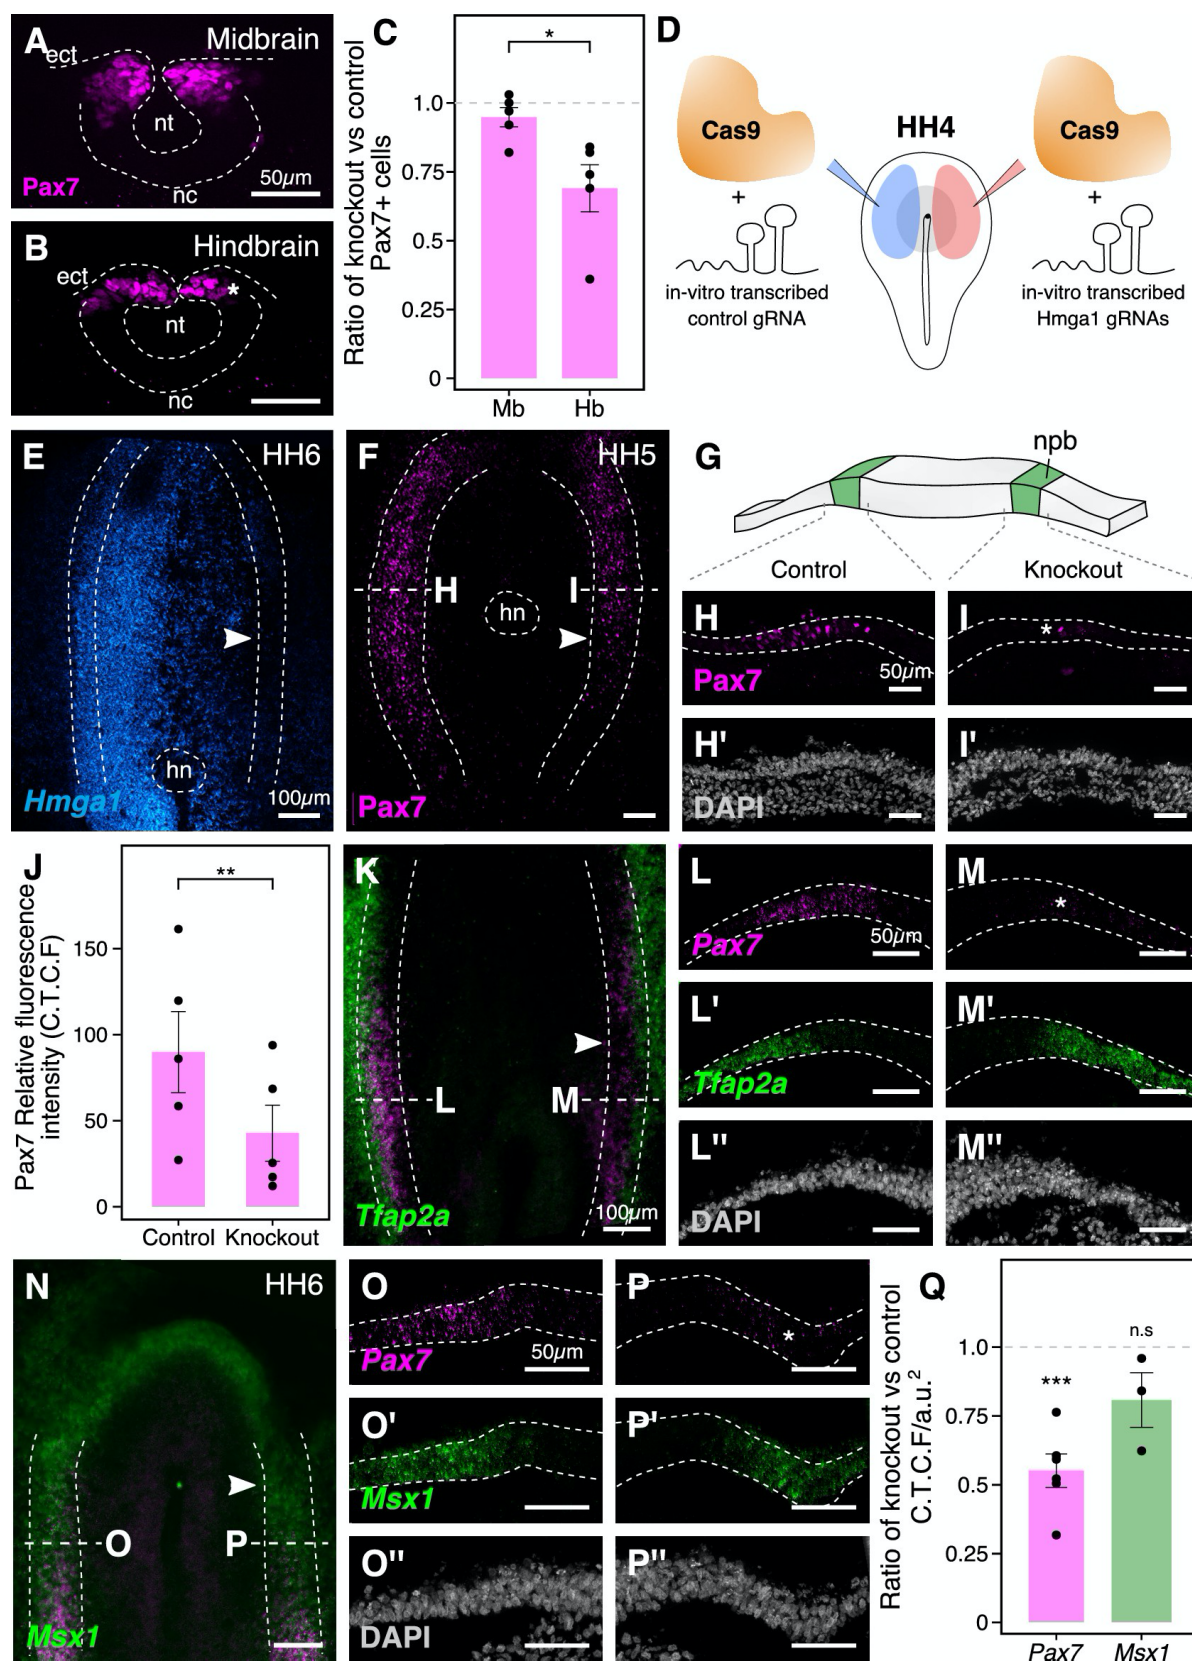 A
ect
Midbrain
nt
Pax7
nc
50µm
B
Hindbrain
ect
*
nt
nc
C
Ratio of knockout vs control
Pax7+ cells
*
1.0
0.75
0.5
0.25
0
Mb
Hb
D
Cas9
+
in-vitro transcribed
control gRNA
HH4
Cas9
+
in-vitro transcribed
Hmga1 gRNAs
E
HH6
hn
Hmga1
100µm
F
HH5
H
I
hn
Pax7
G
npb
Control
Knockout
H
Pax7
50µm
I
*
H'
DAPI
I'
J
Pax7 Relative fluorescence
intensity (C.T.C.F)
**
150
100
50
0
Control
Knockout
K
L
M
Tfap2a
100µm
L
Pax7
50µm
M
*
L'
Tfap2a
M'
L"
DAPI
M"
N
HH6
O
P
Msx1
O
Pax7
50µm
P
*
O'
Msx1
P'
O"
DAPI
P"
Q
Ratio of knockout vs control
C.T.C.F/a.u.²
n.s
1.0
***
0.75
0.5
0.25
0
Pax7
Msx1